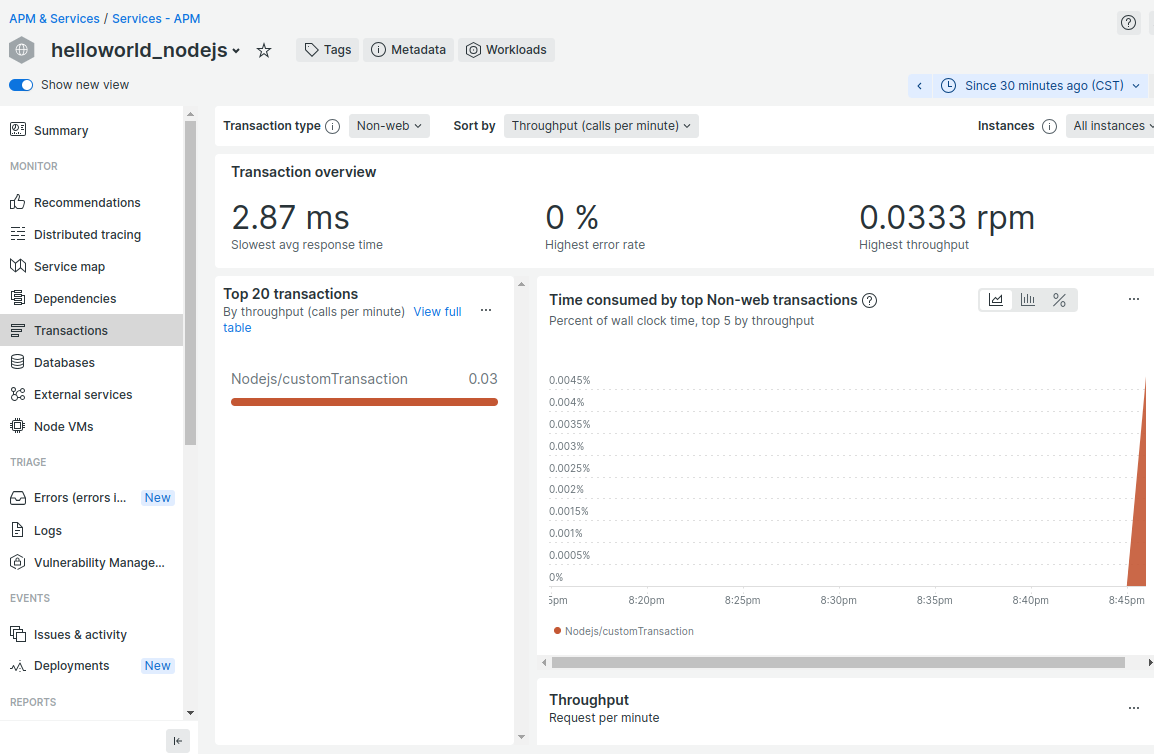 APM & Services / Services - APM
helloworld_nodejs
Tags
Metadata
Workloads
Show new view
Since 30 minutes ago (CST)
Summary
MONITOR
Recommendations
Distributed tracing
Service map
Dependencies
Transactions
Databases
External services
Node VMs
TRIAGE
Errors (errors i... New
Logs
Vulnerability Manage...
EVENTS
Issues & activity
Deployments New
REPORTS
Transaction type Non-web Sort by Throughput (calls per minute) Instances All instances
Transaction overview
2.87 ms
Slowest avg response time
0 %
Highest error rate
0.0333 rpm
Highest throughput
Top 20 transactions
By throughput (calls per minute) View full
table
...
Nodejs/customTransaction 0.03
Time consumed by top Non-web transactions
Percent of wall clock time, top 5 by throughput
%
...
0.0045%
0.004%
0.0035%
0.003%
0.0025%
0.002%
0.0015%
0.001%
0.0005%
0%
5pm 8:20pm 8:25pm 8:30pm 8:35pm 8:40pm 8:45pm
Nodejs/customTransaction
Throughput
Request per minute
...